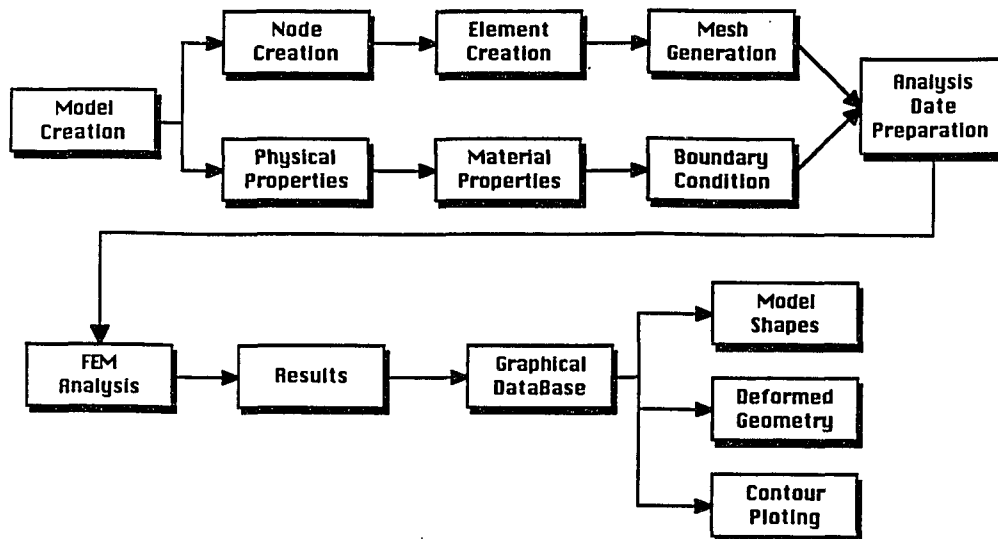 Node
Creation
Element
Creation
Mesh
Generation
Model
Creation
Analysis
Date
Preparation
Physical
Properties
Material
Properties
Boundary
Condition
FEM
Analysis
Results
Graphical
DataBase
Model
Shapes
Deformed
Geometry
Contour
Ploting